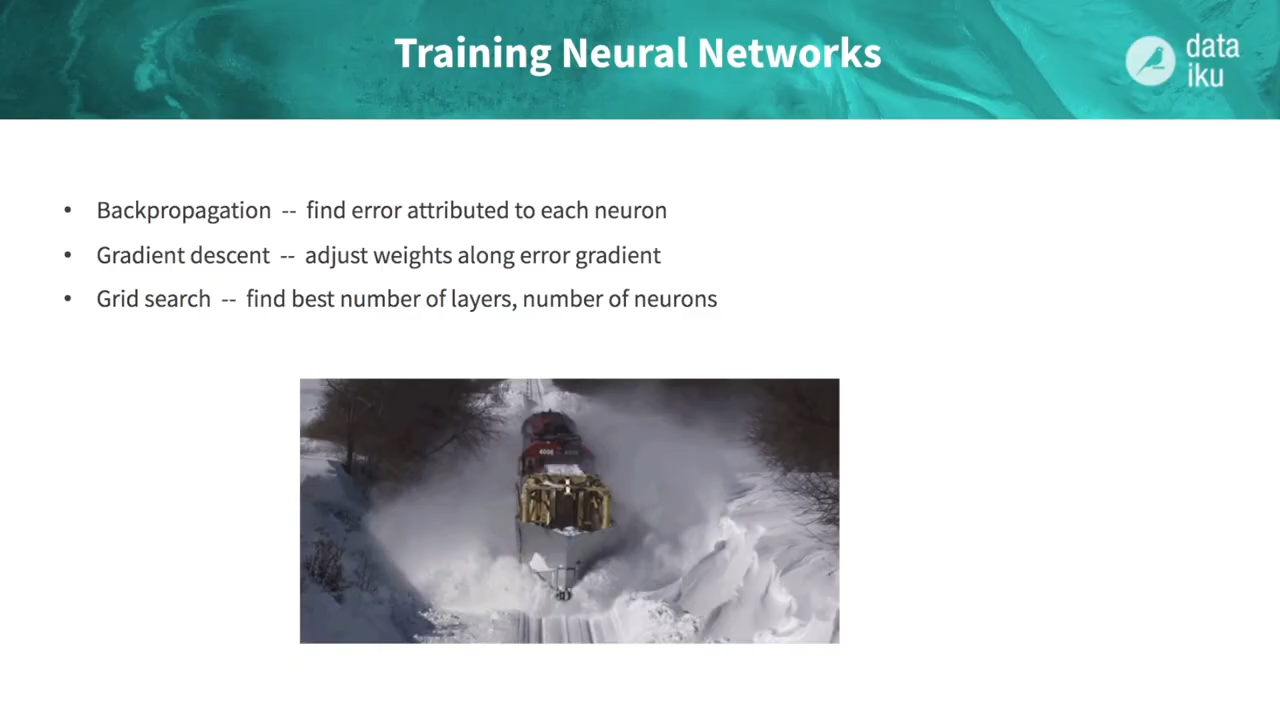 Training Neural Networks
data
iku
• Backpropagation -- find error attributed to each neuron
• Gradient descent -- adjust weights along error gradient
• Grid search -- find best number of layers, number of neurons
4006